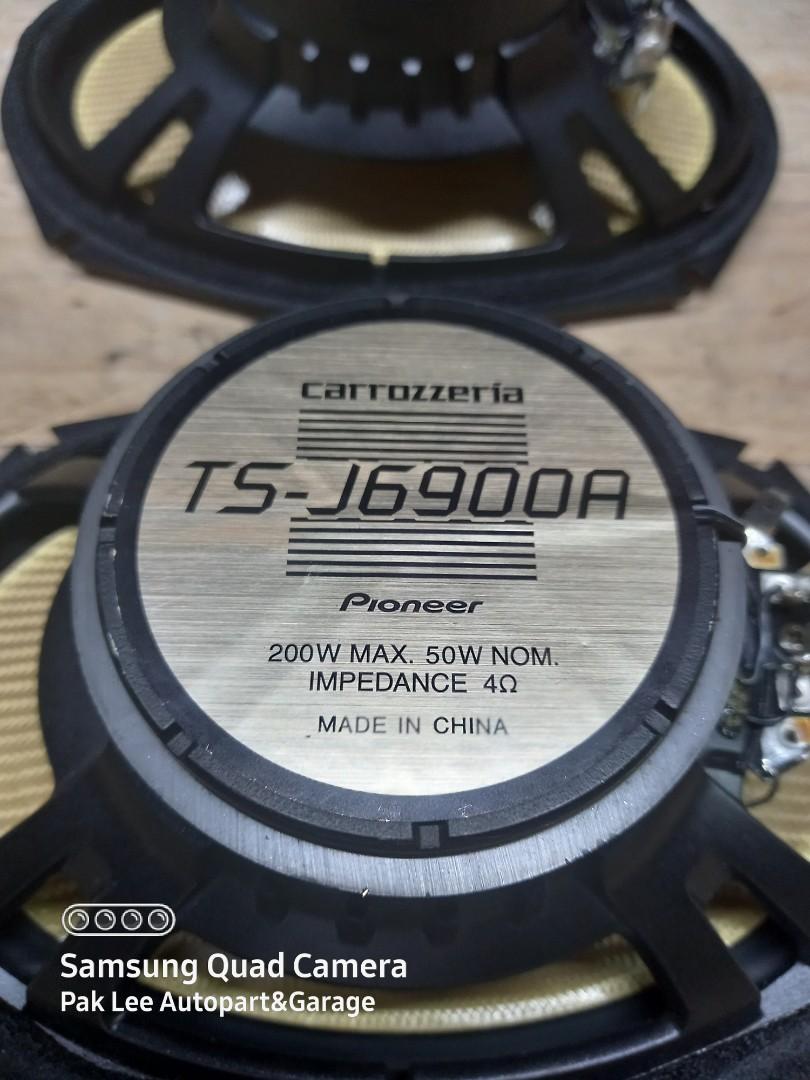 carrozzeria
TS-J6900A
Pioneer
200W MAX. 50W NOM.
IMPEDANCE 4Ω
MADE IN CHINA
Samsung Quad Camera
Pak Lee Autopart&Garage